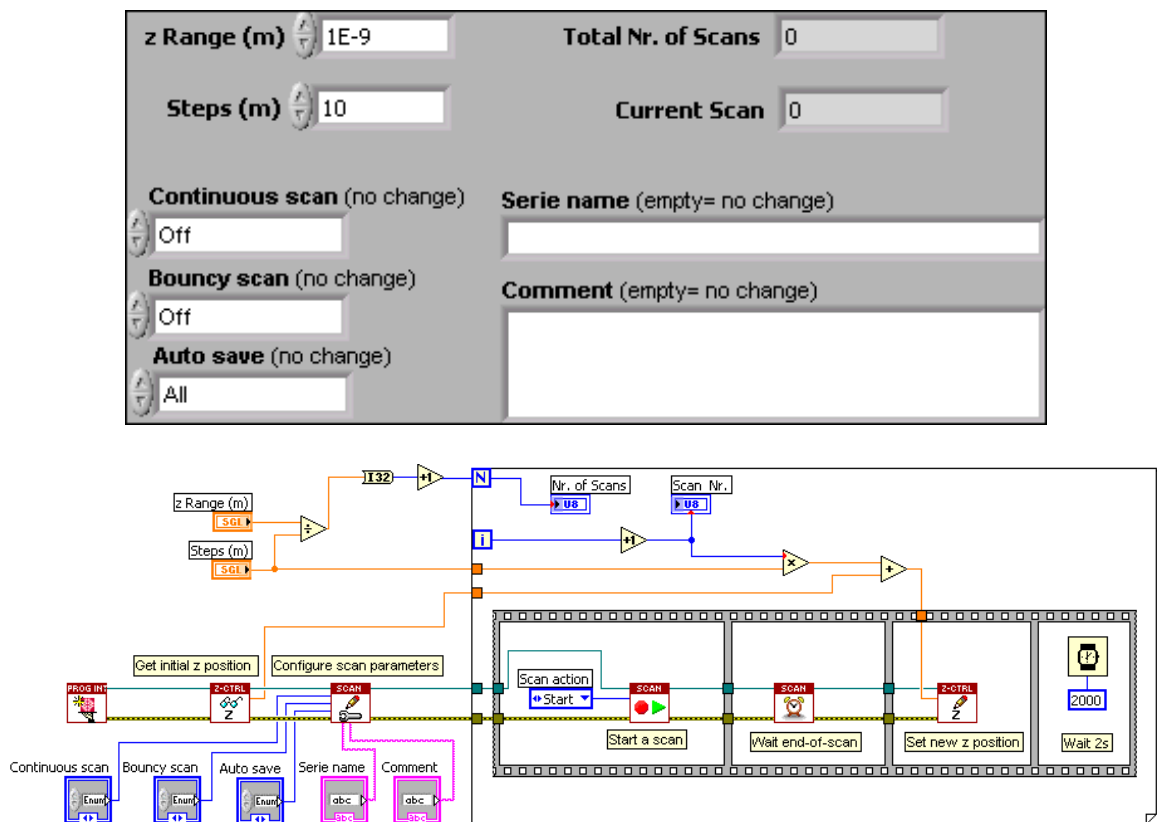 z Range (m) 1E-9 Total Nr. of Scans 0
Steps (m) 10 Current Scan 0
Continuous scan (no change)
Off
Serie name (empty= no change)
Bouncy scan (no change)
Off
Comment (empty= no change)
Auto save (no change)
All
I32 +1 N Nr. of Scans Scan Nr.
U8 U8
z Range (m)
SGL
÷
i +1
Steps (m)
SGL
x
+
Get initial z position Configure scan parameters
Scan action
PROG INT Z-CTRL SCAN SCAN SCAN Z-CTRL
Start
Z Z
2000
Start a scan Wait end-of-scan Set new z position Wait 2s
Continuous scan Bouncy scan Auto save Serie name Comment
Enum Enum Enum abc abc
abc abc